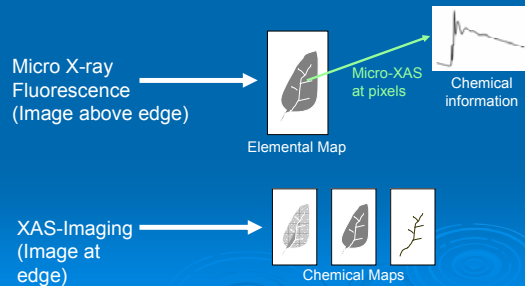 Micro X-ray
Fluorescence
(Image above edge)
Elemental Map
Micro-XAS
at pixels
Chemical
information
XAS-Imaging
(Image at
edge)
Chemical Maps